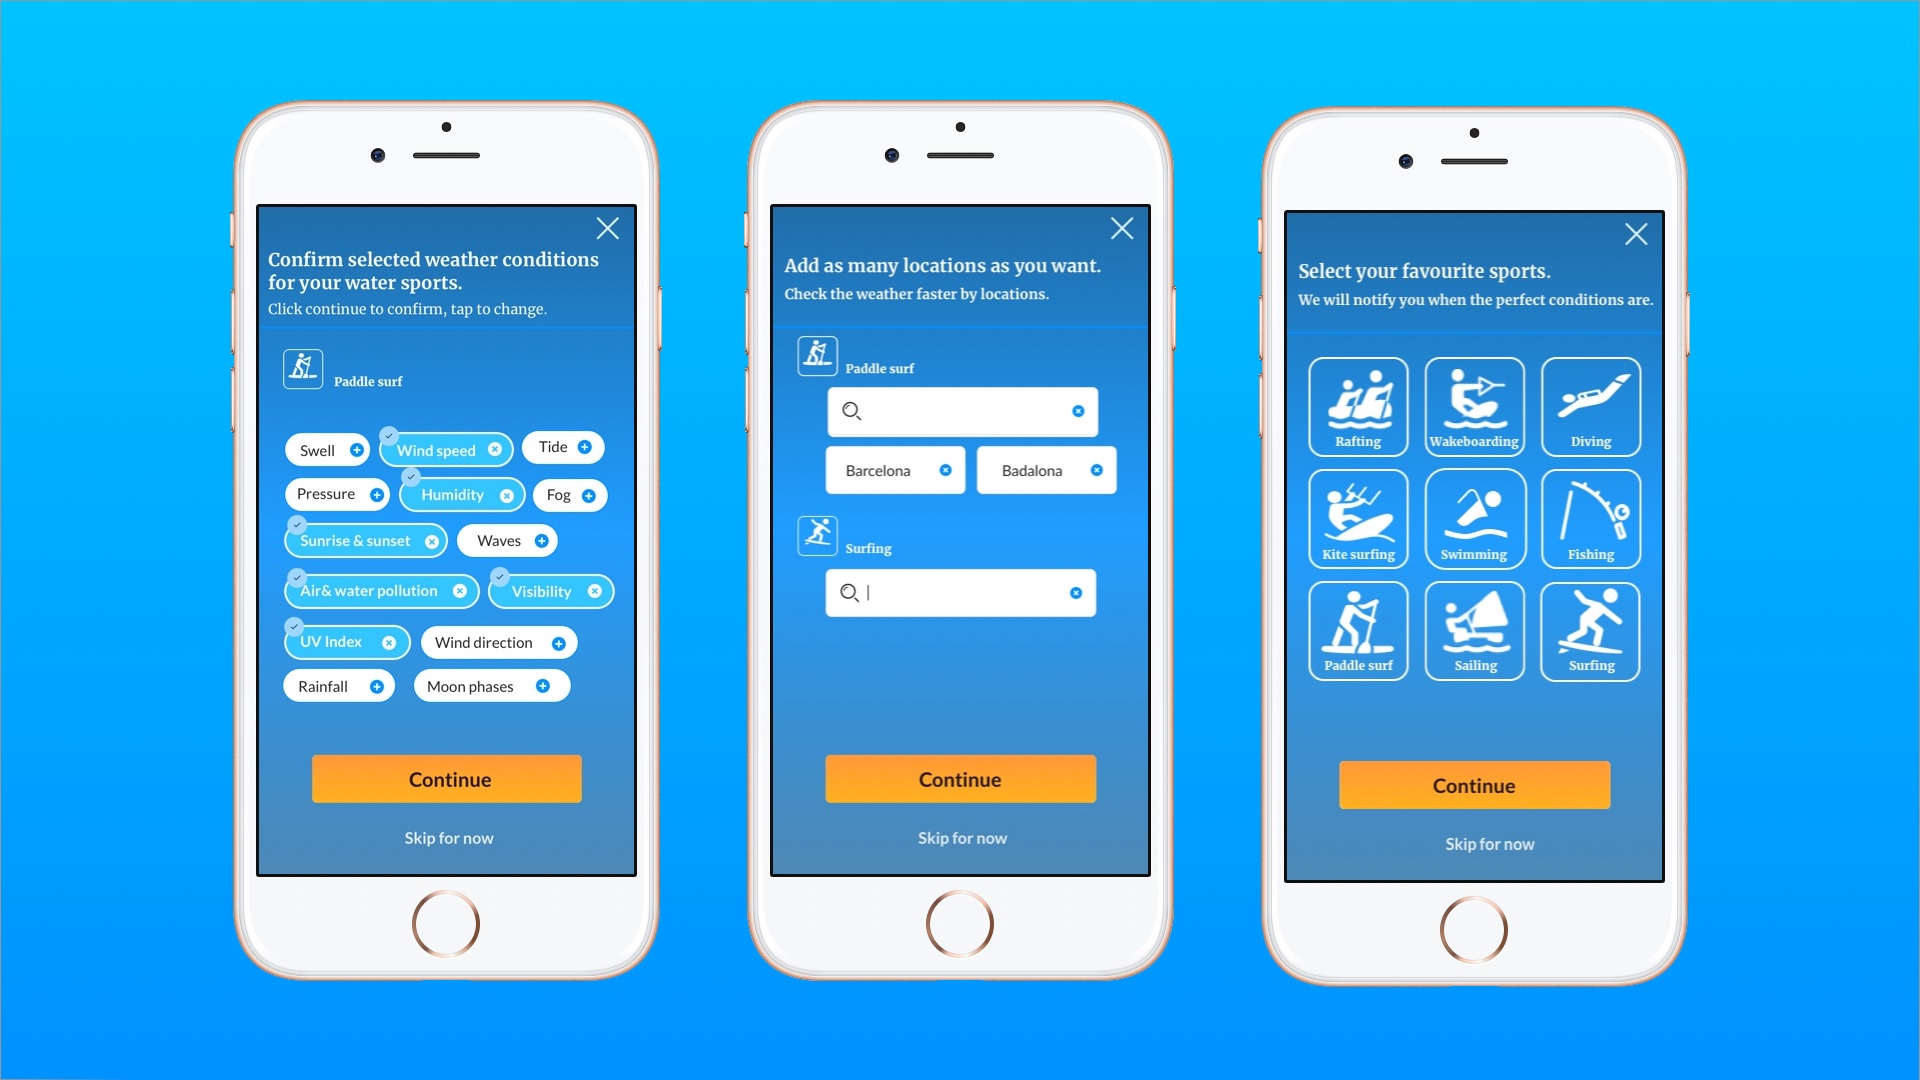 Confirm selected weather conditions
for your water sports.
Click continue to confirm, tap to change.
Paddle surf
Swell
Wind speed
Tide
Pressure
Humidity
Fog
Sunrise & sunset
Waves
Air& water pollution
Visibility
UV Index
Wind direction
Rainfall
Moon phases
Continue
Skip for now
Add as many locations as you want.
Check the weather faster by locations.
Paddle surf
Barcelona
Badalona
Surfing
Continue
Skip for now
Select your favourite sports.
We will notify you when the perfect conditions are.
Rafting
Wakeboarding
Diving
Kite surfing
Swimming
Fishing
Paddle surf
Sailing
Surfing
Continue
Skip for now